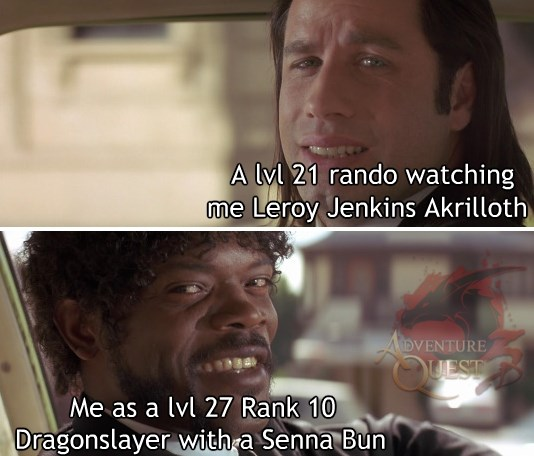 A lvl 21 rando watching
me Leroy Jenkins Akrilloth
ADVENTURE
QUEST 3
Me as a lvl 27 Rank 10
Dragonslayer with a Senna Bun